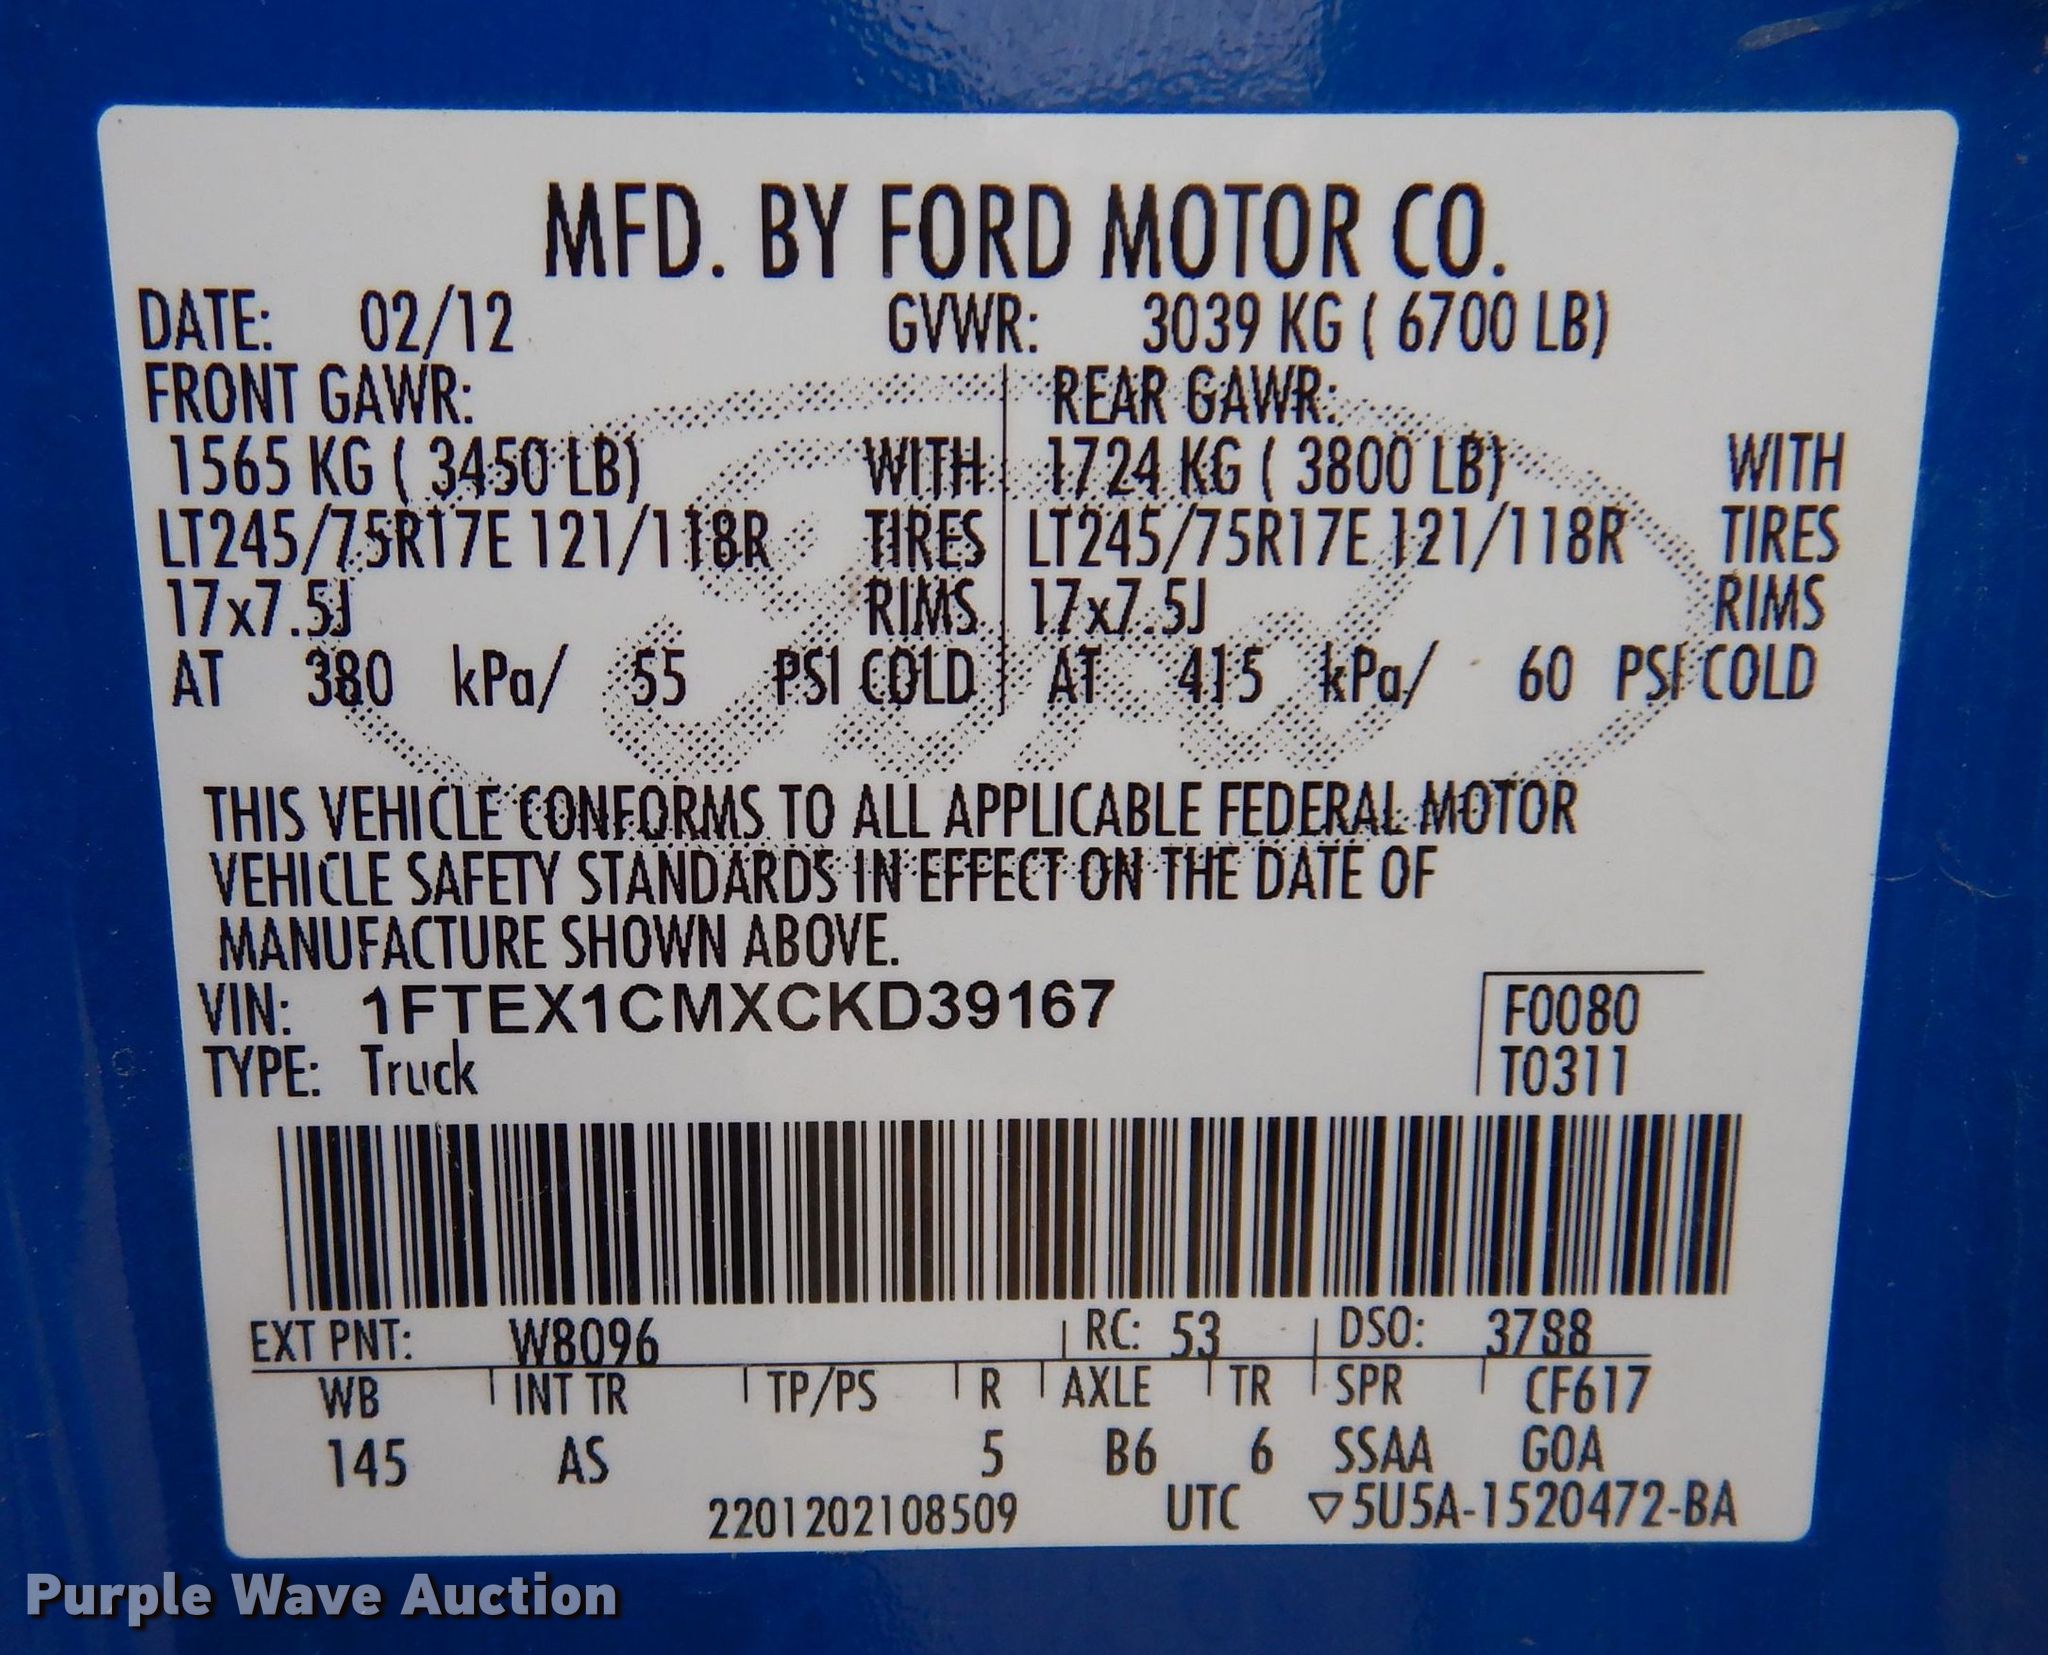 MFD. BY FORD MOTOR CO.
DATE: 02/12 GVWR: 3039 KG ( 6700 LB)
FRONT GAWR: REAR GAWR:
1565 KG ( 3450 LB) WITH 1724 KG ( 3800 LB) WITH
LT245/75R17E 121/118R TIRES LT245/75R17E 121/118R TIRES
17x7.5J RIMS 17x7.5J RIMS
AT 380 kPa/ 55 PSI COLD AT 415 kPa/ 60 PSI COLD
Ford
THIS VEHICLE CONFORMS TO ALL APPLICABLE FEDERAL MOTOR
VEHICLE SAFETY STANDARDS IN EFFECT ON THE DATE OF
MANUFACTURE SHOWN ABOVE.
VIN: 1FTEX1CMXCKD39167 F0080
TYPE: Truck T0311
EXT PNT: W8096 RC: 53 DSO: 3788
WB INT TR TP/PS R AXLE TR SPR CF617
145 AS 5 B6 6 SSAA GOA
2201202108509 UTC ▽5U5A-1520472-BA
Purple Wave Auction